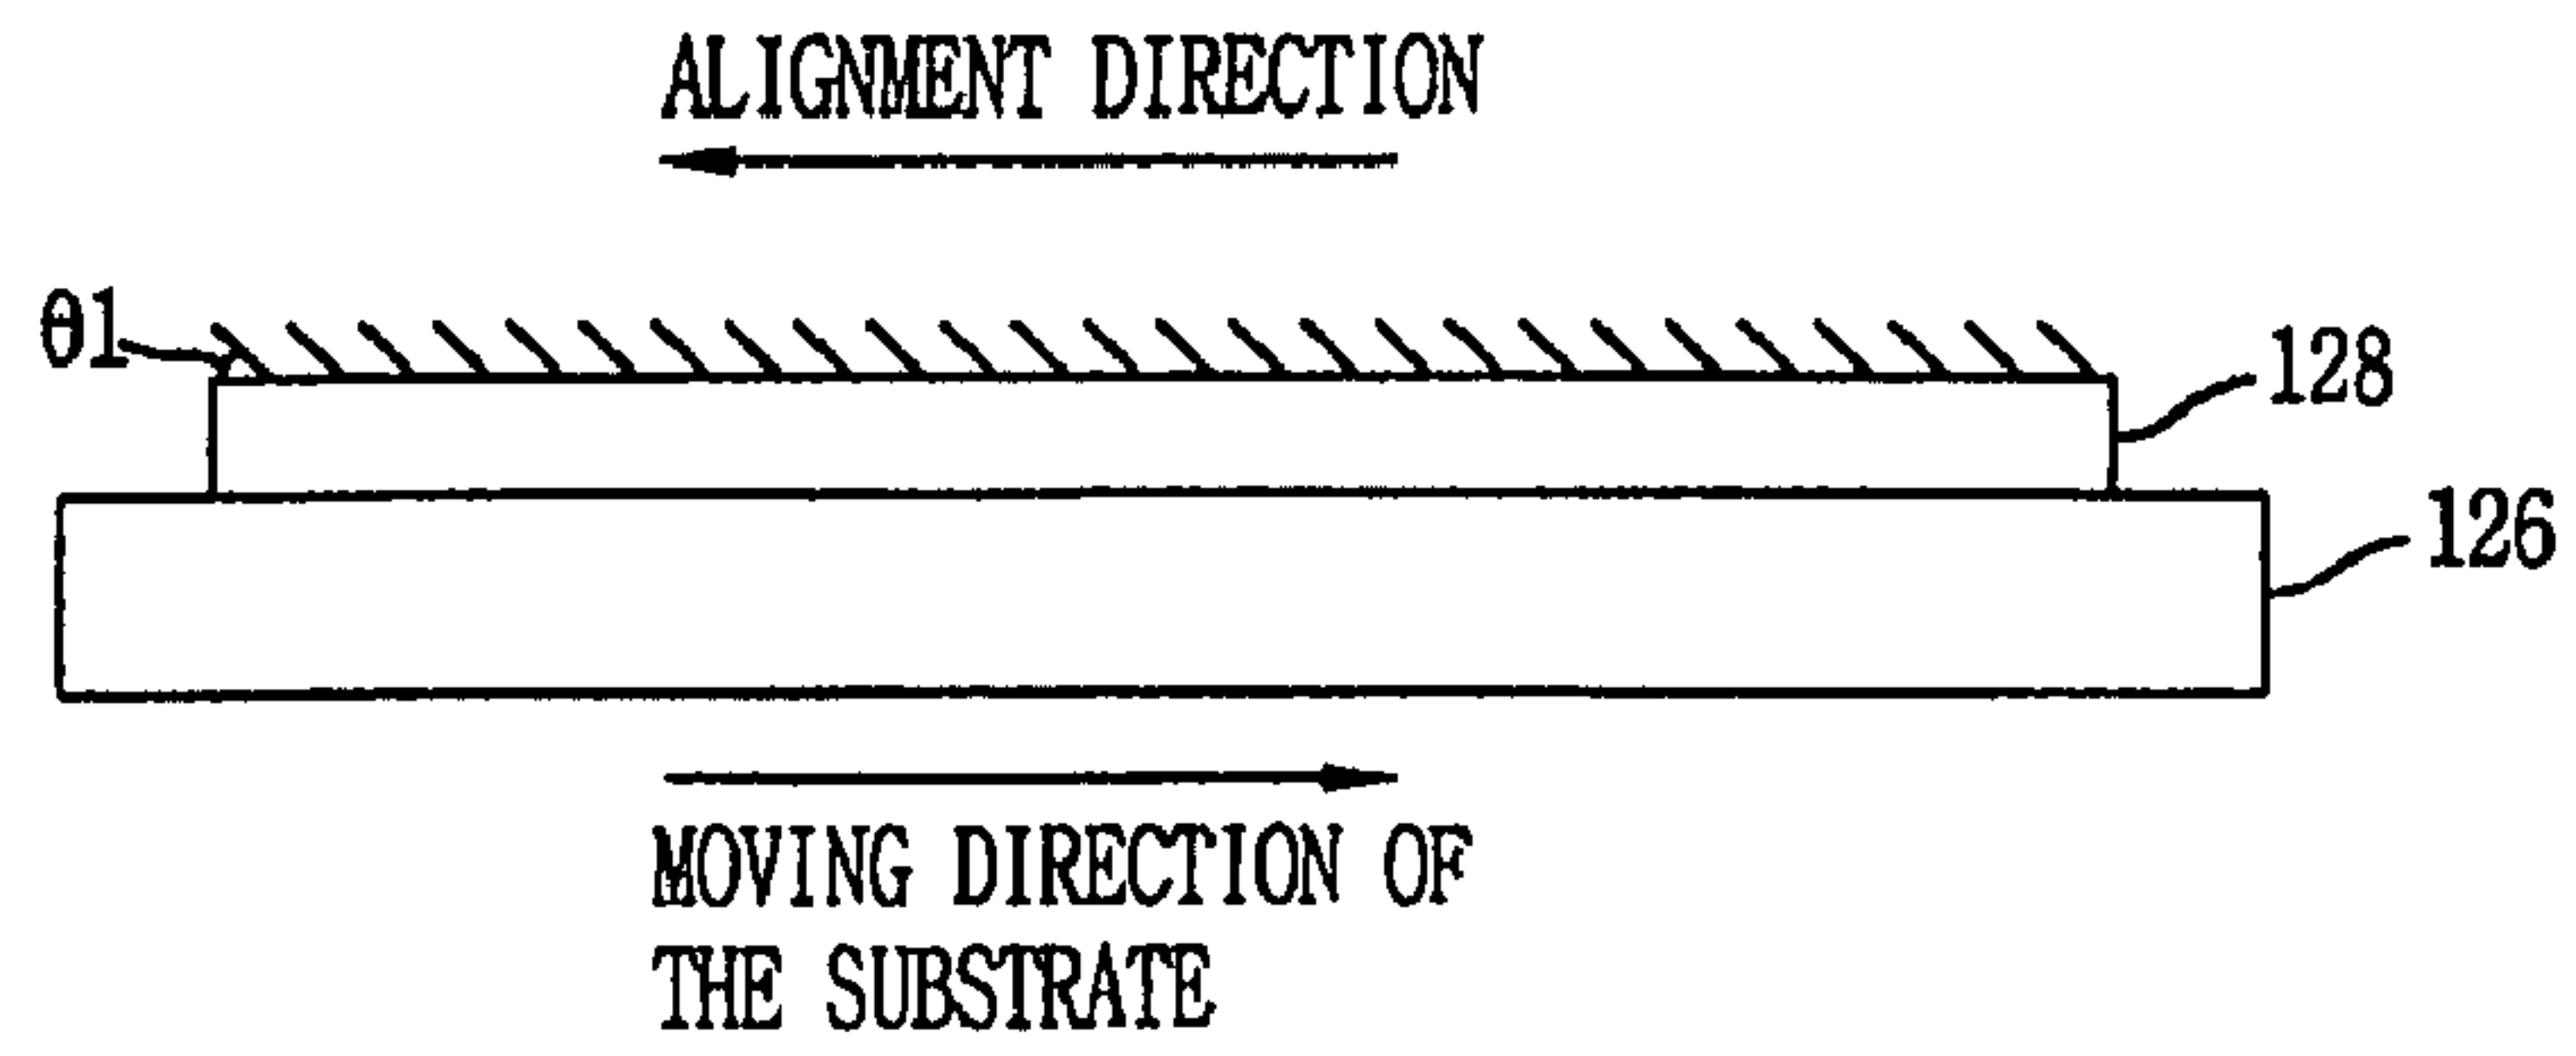 ALIGNMENT DIRECTION
θ1
128
126
MOVING DIRECTION OF
THE SUBSTRATE